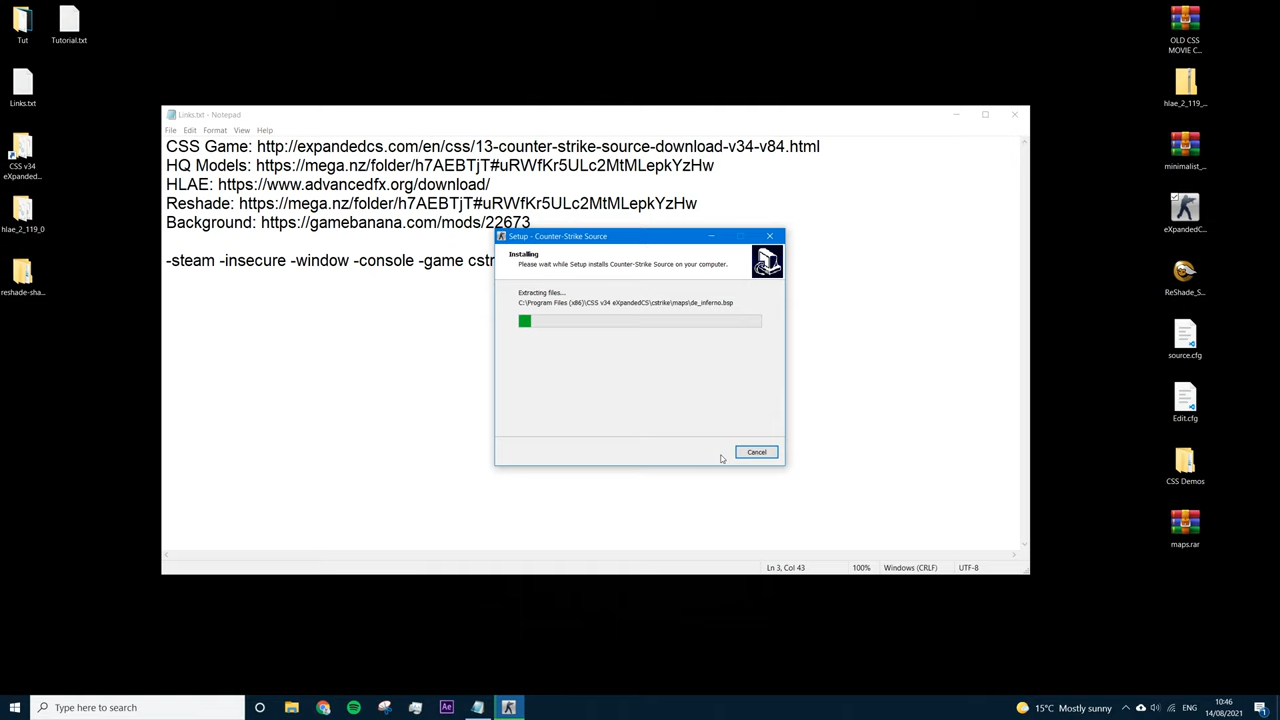 Tut
Tutorial.txt
Links.txt
CSS v34
eXpanded...
hlae_2_119_0
reshade-sha...
OLD CSS
MOVIE C...
hlae_2_119_...
minimalist_...
eXpandedC...
ReShade_S...
source.cfg
Edit.cfg
CSS Demos
maps.rar
Links.txt - Notepad
File Edit Format View Help
CSS Game: http://expandedcs.com/en/css/13-counter-strike-source-download-v34-v84.html
HQ Models: https://mega.nz/folder/h7AEBTjT#uRWfKr5ULc2MtMLepkYzHw
HLAE: https://www.advancedfx.org/download/
Reshade: https://mega.nz/folder/h7AEBTjT#uRWfKr5ULc2MtMLepkYzHw
Background: https://gamebanana.com/mods/22673
-steam -insecure -window -console -game cstr
Setup - Counter-Strike Source
Installing
Please wait while Setup installs Counter-Strike Source on your computer.
Extracting files...
C:\Program Files (x86)\CSS v34 eXpandedCS\cstrike\maps\de_inferno.bsp
Cancel
Ln 3, Col 43 100% Windows (CRLF) UTF-8
Type here to search
Ae
15°C Mostly sunny
ENG
10:46
14/08/2021
1